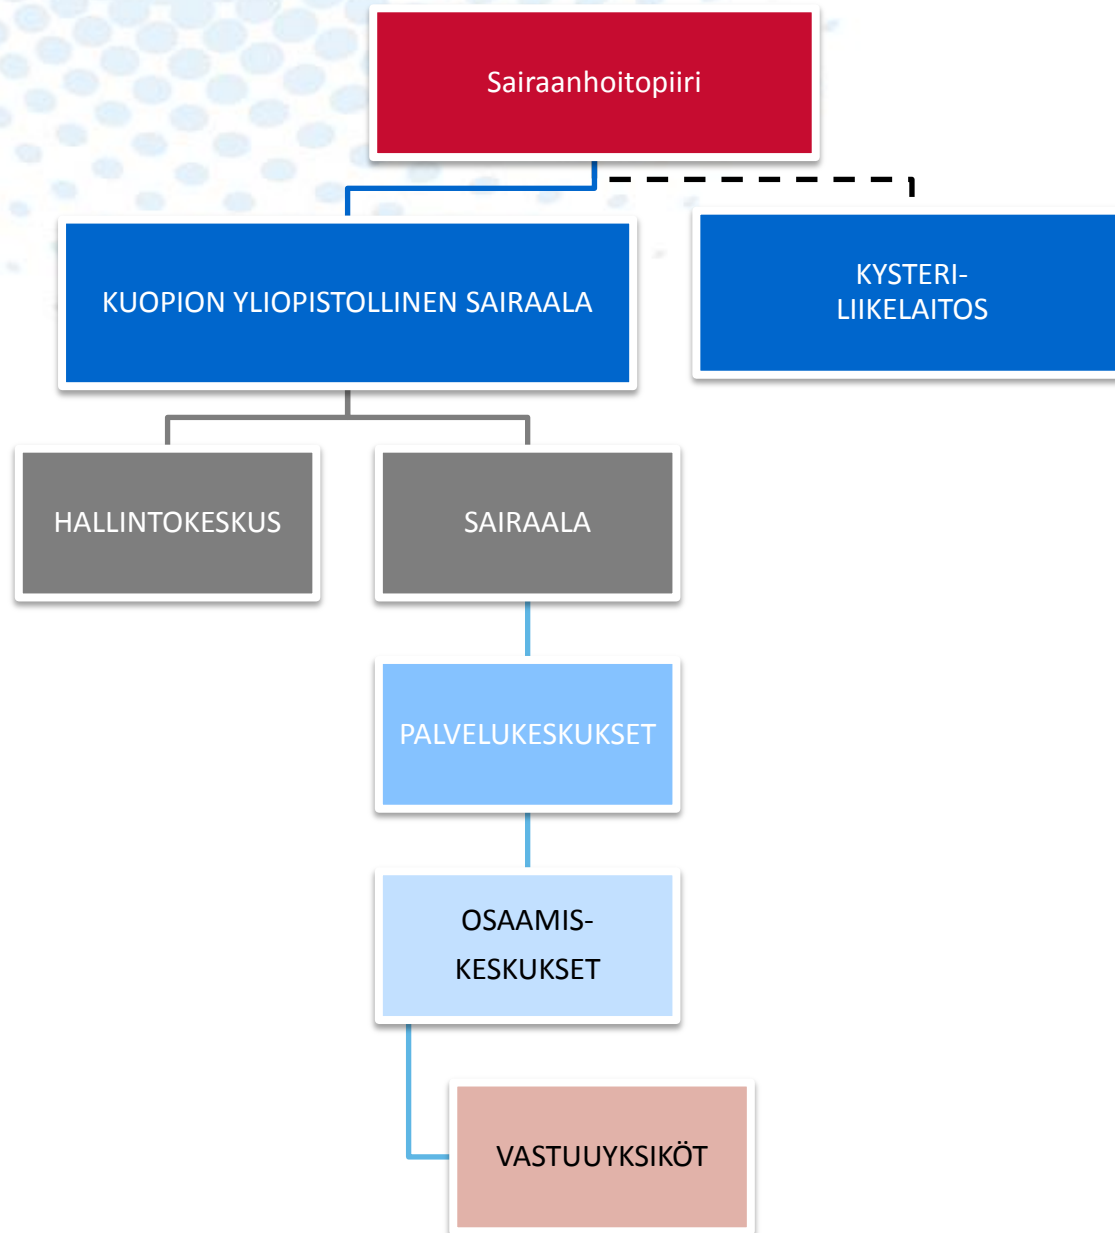 Sairaanhoitopiiri
KUOPION YLIOPISTOLLINEN SAIRAALA
KYSTERI-
LIIKELAITOS
HALLINTOKESKUS
SAIRAALA
PALVELUKESKUKSET
OSAAMIS-
KESKUKSET
VASTUUYKSIKÖT